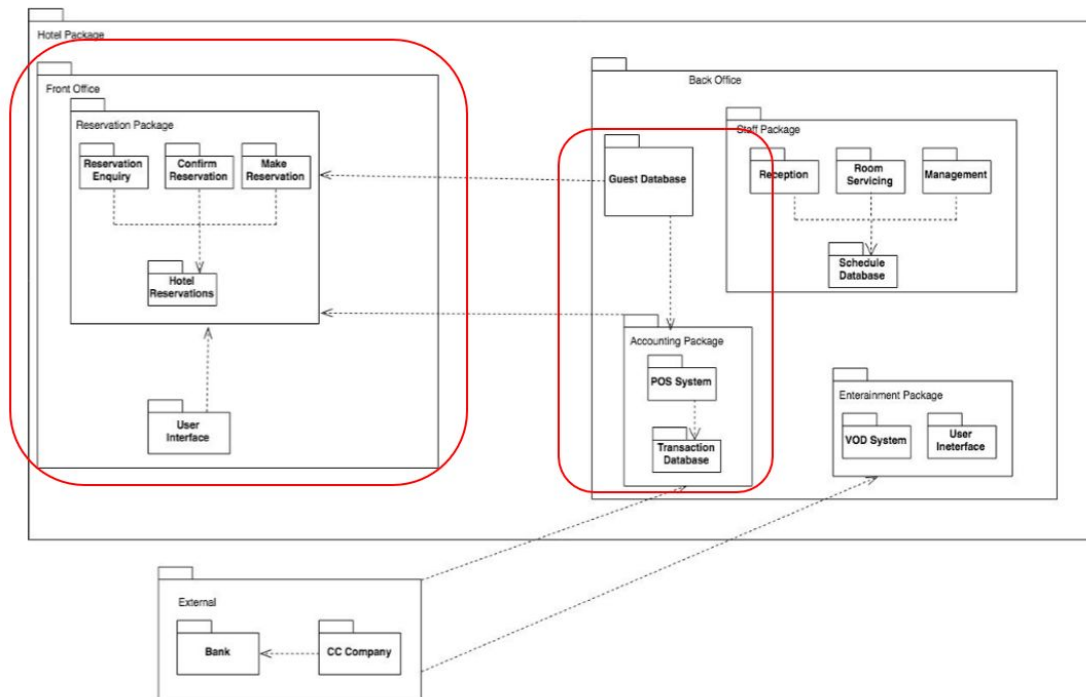 Hotel Package
Front Office
Reservation Package
Reservation
Enquiry
Confirm
Reservation
Make
Reservation
Hotel
Reservations
User
Interface
Back Office
Guest Database
Staff Package
Reception
Room
Servicing
Management
Schedule
Database
Accounting Package
POS System
Transaction
Database
Enterainment Package
VOD System
User
Ineterface
External
Bank
CC Company